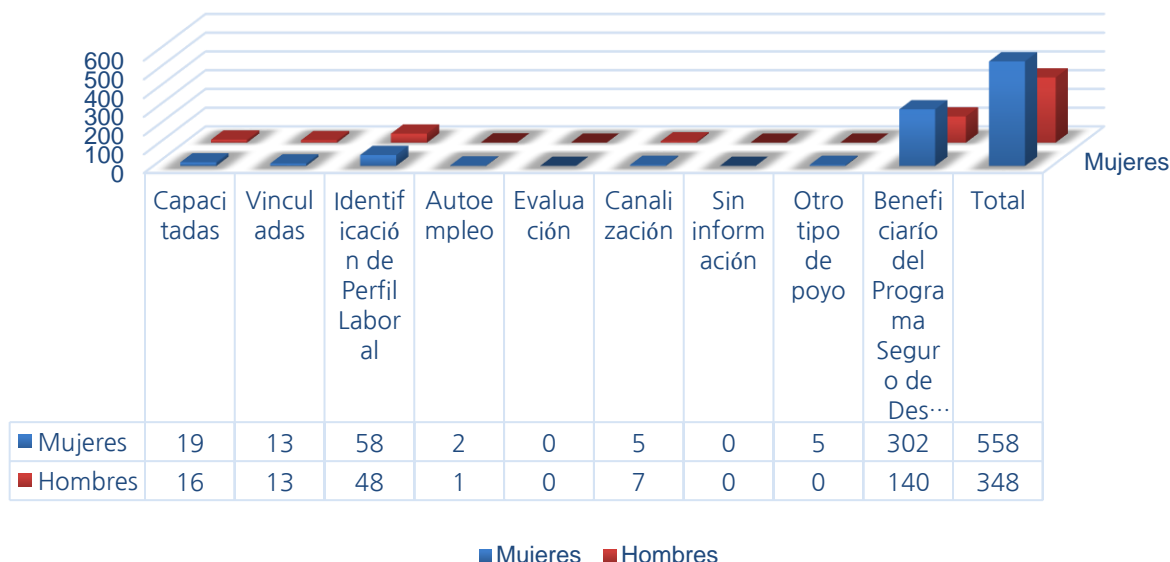 600
500
400
300
200
100
0
Mujeres
Capaci Vincul Identif Autoe Evalua Canali Sin Otro Benefi Total
tadas adas icació mpleo ción zación inform tipo ciarío
n de ación de del
Perfil poyo Progra
Labor ma
al Segur
o de
Des…
Mujeres 19 13 58 2 0 5 0 5 302 558
Hombres 16 13 48 1 0 7 0 0 140 348
Mujeres Hombres